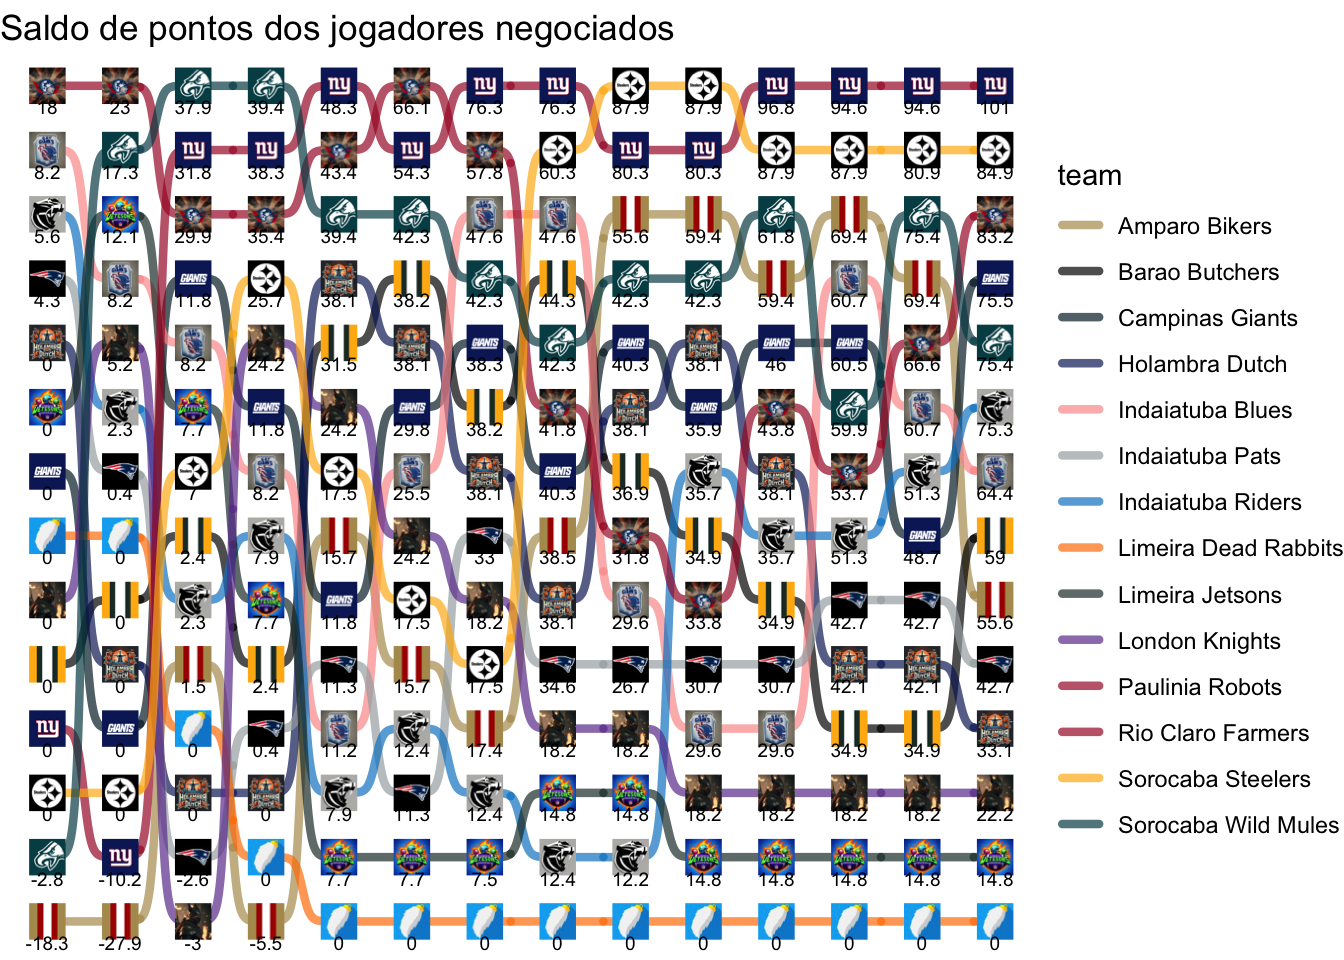 Saldo de pontos dos jogadores negociados
18 23 37.9 39.4 48.3 66.1 76.3 76.3 87.9 87.9 96.8 94.6 94.6 101
8.2 17.3 31.8 38.3 43.4 54.3 57.8 60.3 80.3 80.3 87.9 87.9 80.9 84.9
5.6 12.1 29.9 35.4 39.4 42.3 47.6 47.6 55.6 59.4 61.8 69.4 75.4 83.2
4.3 8.2 11.8 25.7 38.1 38.2 42.3 44.3 42.3 42.3 59.4 60.7 69.4 75.5
0 5.2 8.2 24.2 31.5 38.1 38.3 42.3 40.3 38.1 46 60.5 66.6 75.4
0 2.3 7.7 11.8 24.2 29.8 38.2 41.8 38.1 35.9 43.8 59.9 60.7 75.3
0 0.4 7 8.2 17.5 25.5 38.1 40.3 36.9 35.7 38.1 53.7 51.3 64.4
0 0 2.4 7.9 15.7 24.2 33 38.5 31.8 34.9 35.7 51.3 48.7 59
0 0 2.3 7.7 11.8 17.5 18.2 38.1 29.6 33.8 34.9 42.7 42.7 55.6
0 0 1.5 2.4 11.3 15.7 17.5 34.6 26.7 30.7 30.7 42.1 42.1 42.7
0 0 0 0.4 11.2 12.4 17.4 18.2 18.2 29.6 29.6 34.9 34.9 33.1
0 0 0 0 7.9 11.3 12.4 14.8 14.8 18.2 18.2 18.2 18.2 22.2
-2.8 -10.2 -2.6 0 7.7 7.7 7.5 12.4 12.2 14.8 14.8 14.8 14.8 14.8
-18.3 -27.9 -3 -5.5 0 0 0 0 0 0 0 0 0 0
team
Amparo Bikers
Barao Butchers
Campinas Giants
Holambra Dutch
Indaiatuba Blues
Indaiatuba Pats
Indaiatuba Riders
Limeira Dead Rabbits
Limeira Jetsons
London Knights
Paulinia Robots
Rio Claro Farmers
Sorocaba Steelers
Sorocaba Wild Mules